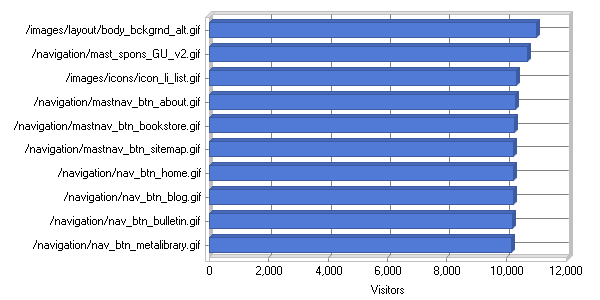 /images/layout/body_bckgrnd_alt.gif
/navigation/mast_spons_GU_v2.gif
/images/icons/icon_li_list.gif
/navigation/mastnav_btn_about.gif
/navigation/mastnav_btn_bookstore.gif
/navigation/mastnav_btn_sitemap.gif
/navigation/nav_btn_home.gif
/navigation/nav_btn_blog.gif
/navigation/nav_btn_bulletin.gif
/navigation/nav_btn_metalibrary.gif
0 2,000 4,000 6,000 8,000 10,000 12,000
Visitors